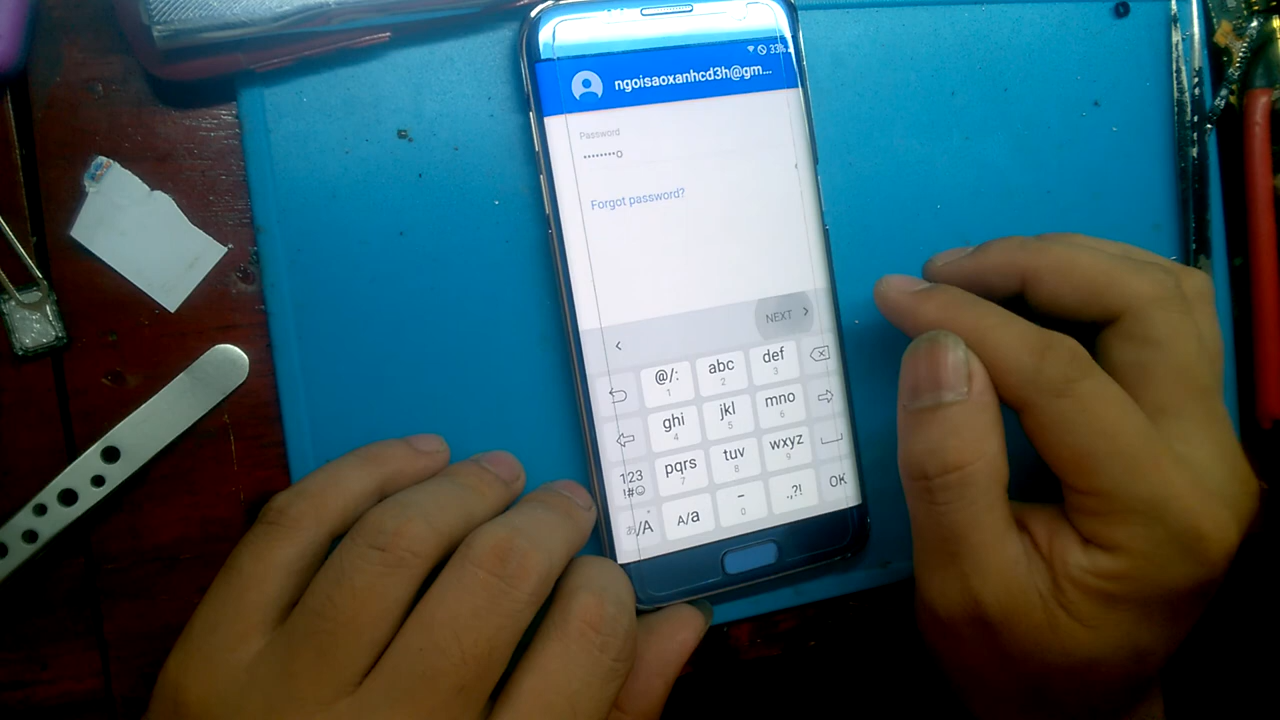 33%
ngoisaoxanhcd3h@gm...
Password
••••••••o
Forgot password?
NEXT >
<
@/: abc def
1 2 3
ghi jkl mno
4 5 6
123 pqrs tuv wxyz
!#☺ 7 8 9
あ/A A/a - .,?! OK
0